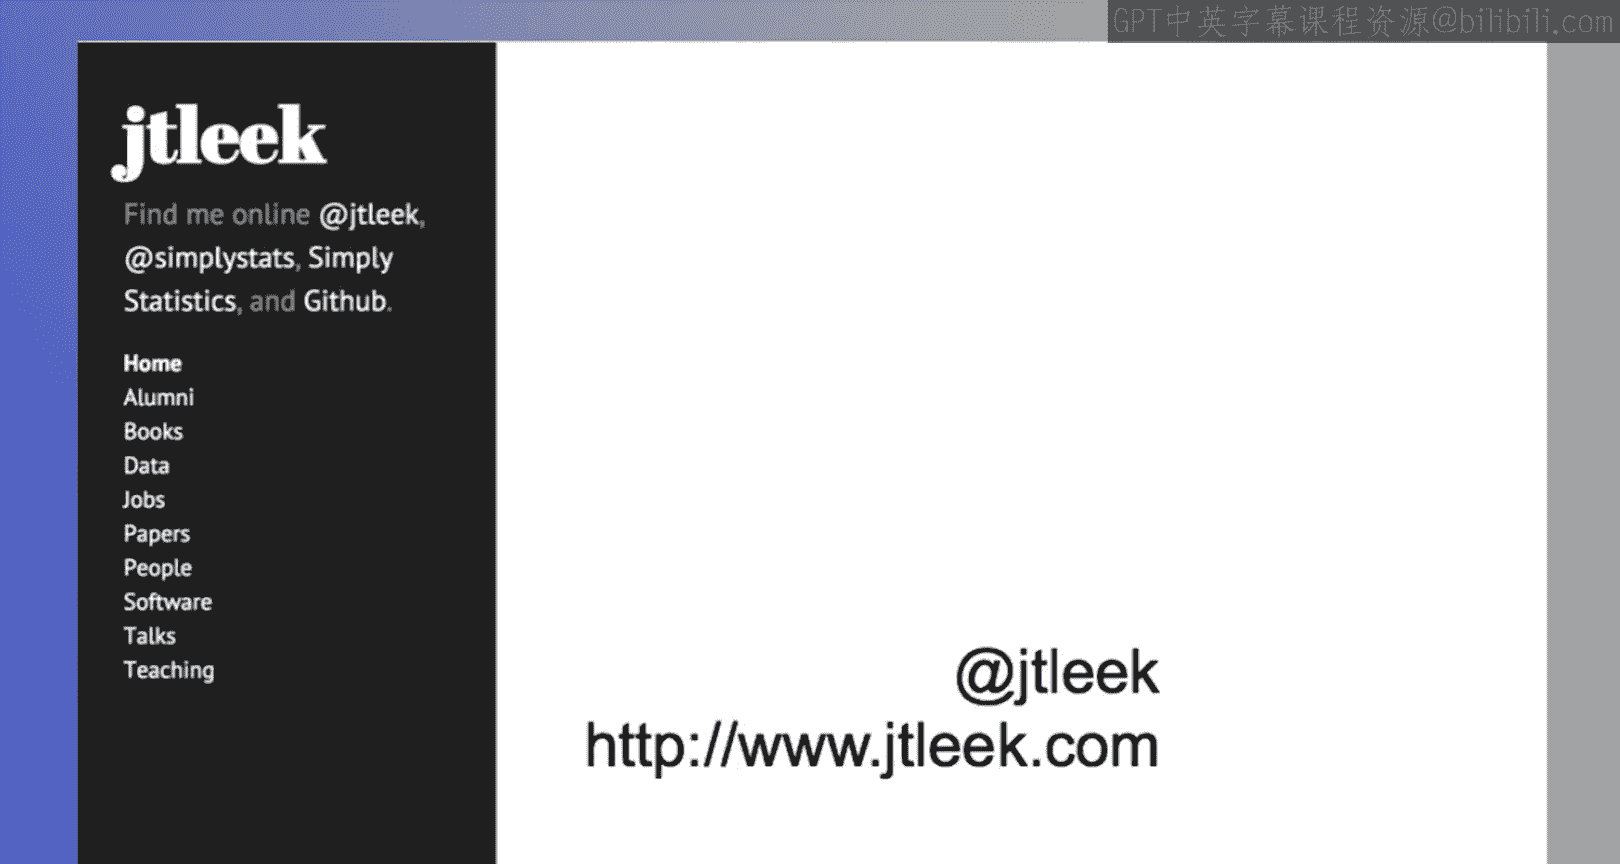 GPT中英字幕课程资源@bilibili.com
jtleek
Find me online @jtleek,
@simplystats, Simply
Statistics, and Github.
Home
Alumni
Books
Data
Jobs
Papers
People
Software
Talks
Teaching
@jtleek
http://www.jtleek.com